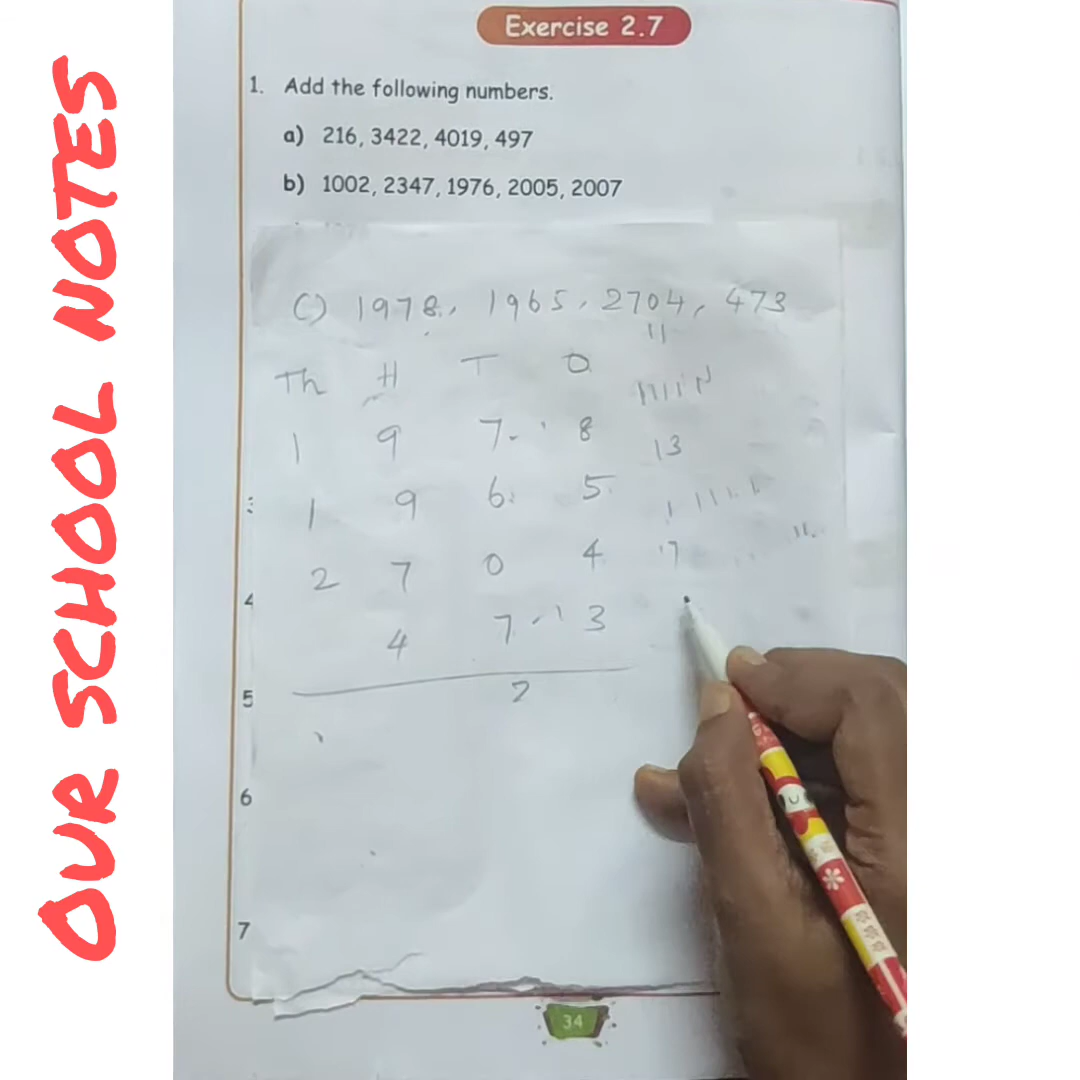 OUR SCHOOL NOTES
Exercise 2.7
1. Add the following numbers.
a) 216, 3422, 4019, 497
b) 1002, 2347, 1976, 2005, 2007
C) 1978, 1965, 2704, 473
Th H T O
1 9 7 8
13
1 9 6 5
2 7 0 4
17
4 7 3
2
4
5
6
7
34